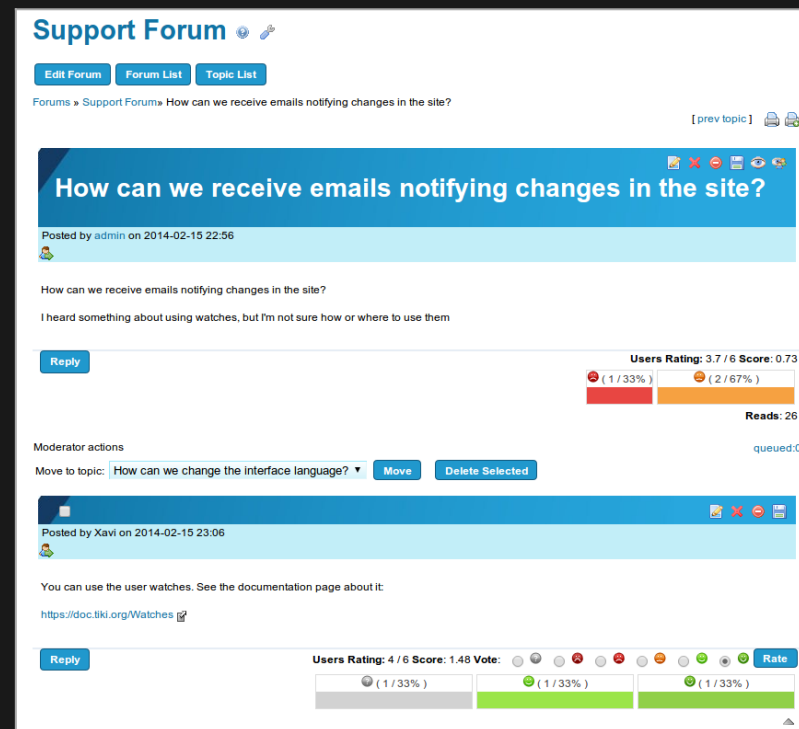 Support Forum
Edit Forum Forum List Topic List
Forums » Support Forum» How can we receive emails notifying changes in the site?
[ prev topic ]
How can we receive emails notifying changes in the site?
Posted by admin on 2014-02-15 22:56
How can we receive emails notifying changes in the site?
I heard something about using watches, but I'm not sure how or where to use them
Reply
Users Rating: 3.7 / 6 Score: 0.73
( 1 / 33% ) ( 2 / 67% )
Reads: 26
Moderator actions
queued:0
Move to topic: How can we change the interface language? Move Delete Selected
Posted by Xavi on 2014-02-15 23:06
You can use the user watches. See the documentation page about it:
https://doc.tiki.org/Watches
Reply
Users Rating: 4 / 6 Score: 1.48 Vote: Rate
( 1 / 33% ) ( 1 / 33% ) ( 1 / 33% )